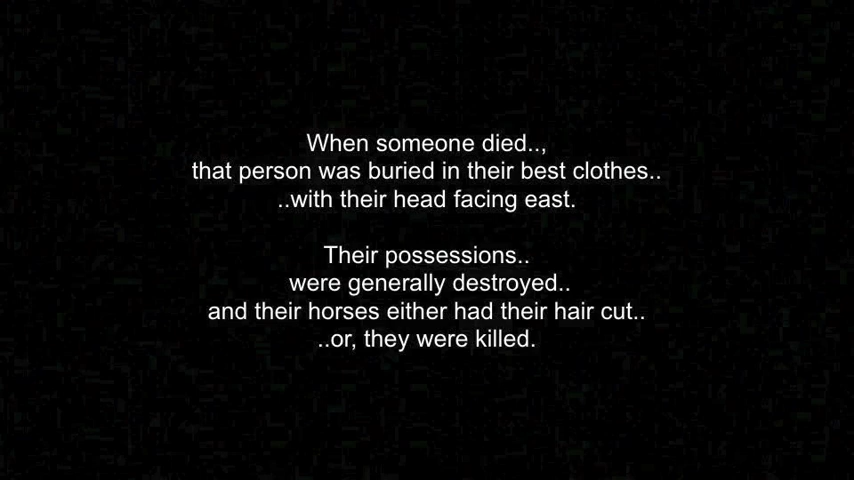 When someone died..,
that person was buried in their best clothes..
..with their head facing east.
Their possessions..
were generally destroyed..
and their horses either had their hair cut..
..or, they were killed.